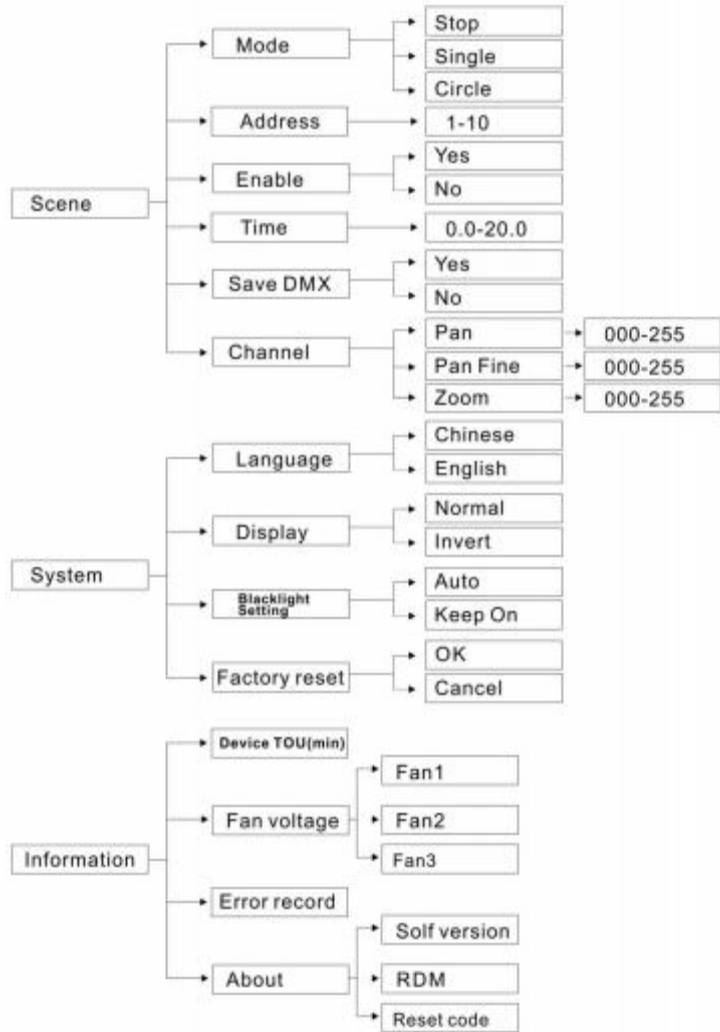 Scene
Mode
Stop
Single
Circle
Address
1-10
Enable
Yes
No
Time
0.0-20.0
Save DMX
Yes
No
Channel
Pan
000-255
Pan Fine
000-255
Zoom
000-255
System
Language
Chinese
English
Display
Normal
Invert
Blacklight
Setting
Auto
Keep On
Factory reset
OK
Cancel
Information
Device TOU(min)
Fan voltage
Fan1
Fan2
Fan3
Error record
About
Solf version
RDM
Reset code